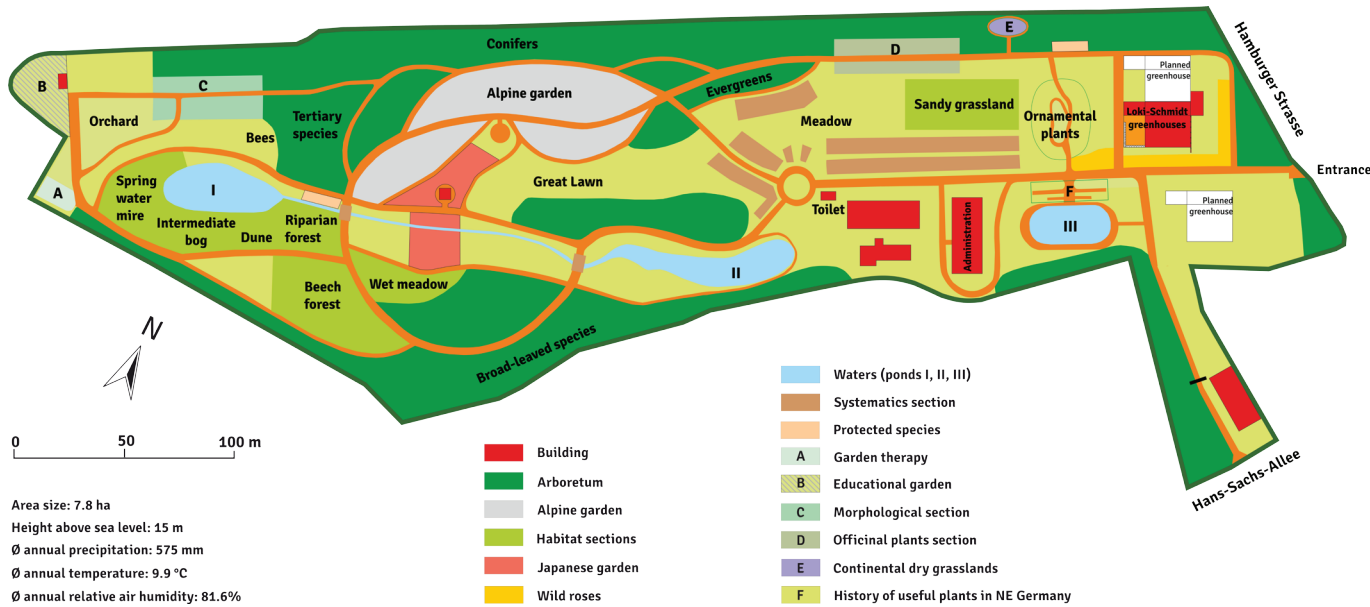 Conifers
E
D
Hamburger Strasse
B
C
Alpine garden
Evergreens
Planned
greenhouse
Orchard
Bees
Tertiary
species
Meadow
Sandy grassland
Ornamental
plants
Loki-Schmidt
greenhouses
Entrance
A
Spring
water
mire
I
Great Lawn
Toilet
F
Planned
greenhouse
Intermediate
bog
Dune
Riparian
forest
III
Administration
II
Beech
forest
Wet meadow
Broad-leaved species
N
0 50 100 m
Hans-Sachs-Allee
Area size: 7.8 ha
Height above sea level: 15 m
Ø annual precipitation: 575 mm
Ø annual temperature: 9.9 °C
Ø annual relative air humidity: 81.6%
Building
Arboretum
Alpine garden
Habitat sections
Japanese garden
Wild roses
Waters (ponds I, II, III)
Systematics section
Protected species
A Garden therapy
B Educational garden
C Morphological section
D Officinal plants section
E Continental dry grasslands
F History of useful plants in NE Germany